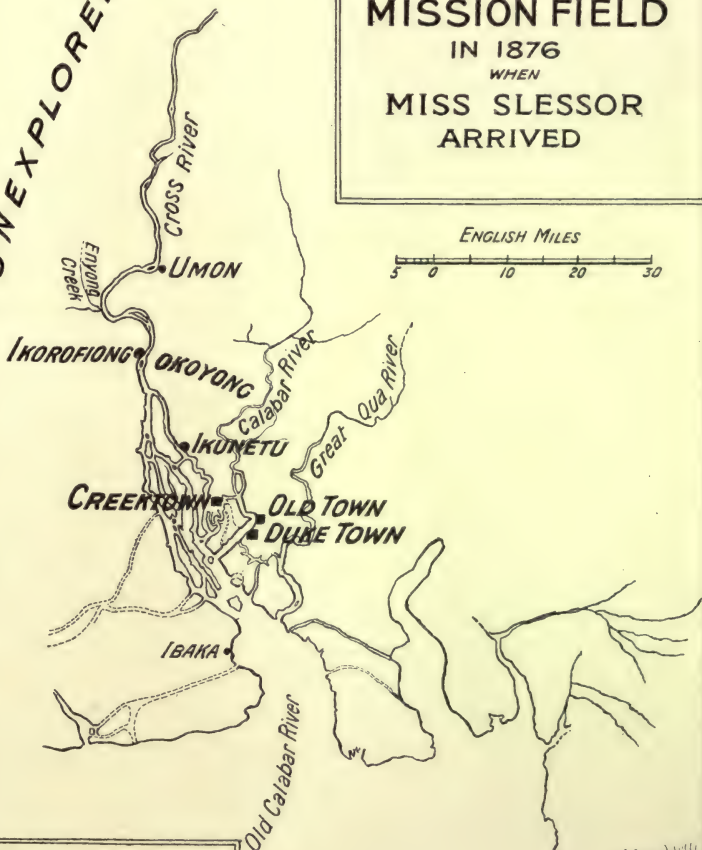 MISSION FIELD
IN 1876
WHEN
MISS SLESSOR
ARRIVED
ENGLISH MILES
5 0 10 20 30
NEXPLORE
Cross River
Enyong
Creek
UMON
IKOROFIONG
OKOYONG
Calabar River
Great Qua River
IKUNETU
CREEKTOWN
OLD TOWN
DUKE TOWN
IBAKA
Old Calabar River